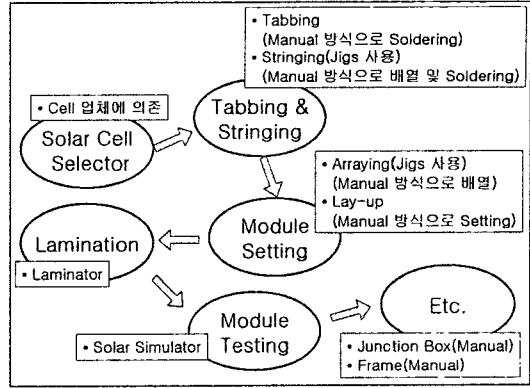 • Tabbing
(Manual 방식으로 Soldering)
• Stringing(Jigs 사용)
(Manual 방식으로 배열 및 Soldering)
• Cell 업체에 의존
Solar Cell
Selector
Tabbing &
Stringing
• Arraying(Jigs 사용)
(Manual 방식으로 배열)
• Lay-up
(Manual 방식으로 Setting)
Module
Setting
Lamination
• Laminator
Module
Testing
• Solar Simulator
Etc.
• Junction Box(Manual)
• Frame(Manual)